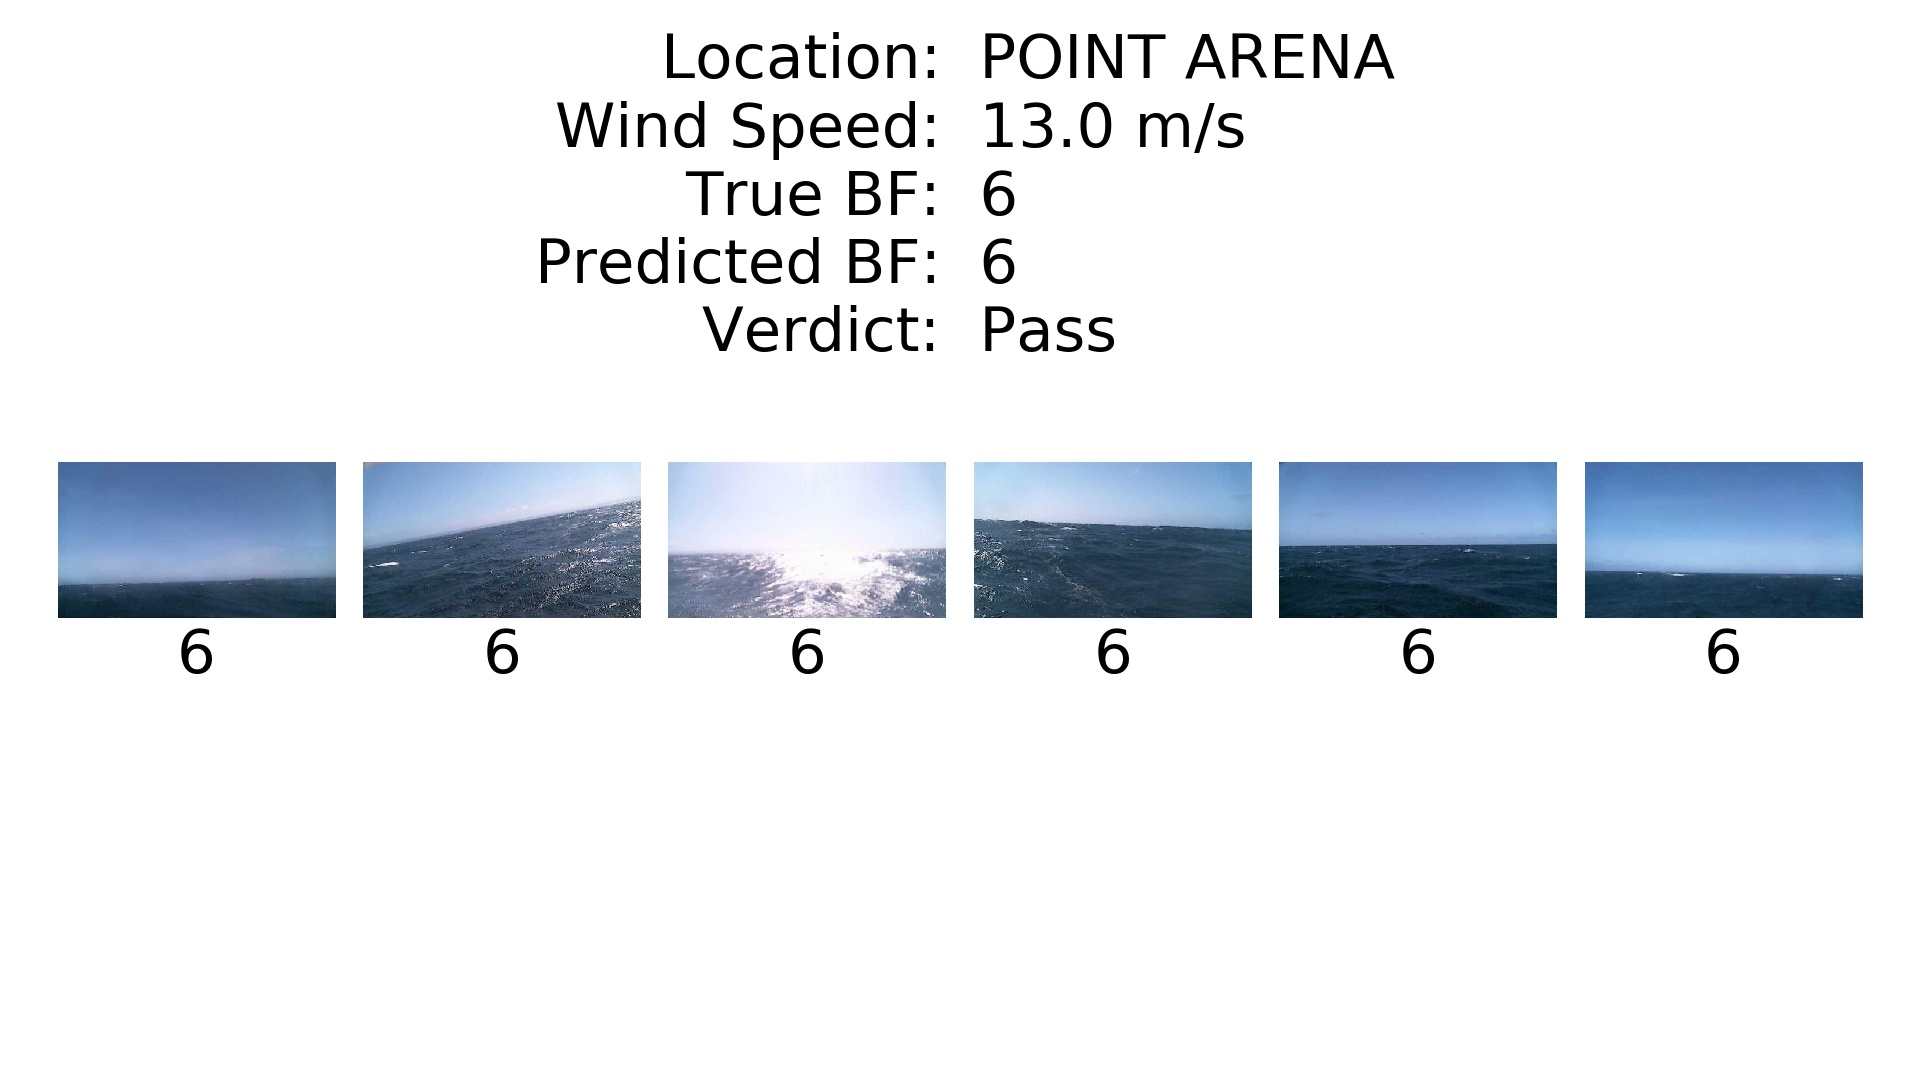 Location: POINT ARENA
Wind Speed: 13.0 m/s
True BF: 6
Predicted BF: 6
Verdict: Pass
6 6 6 6 6 6